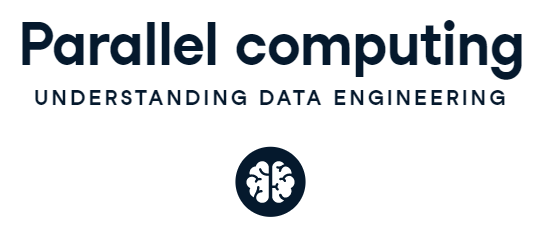 Parallel computing
UNDERSTANDING DATA ENGINEERING